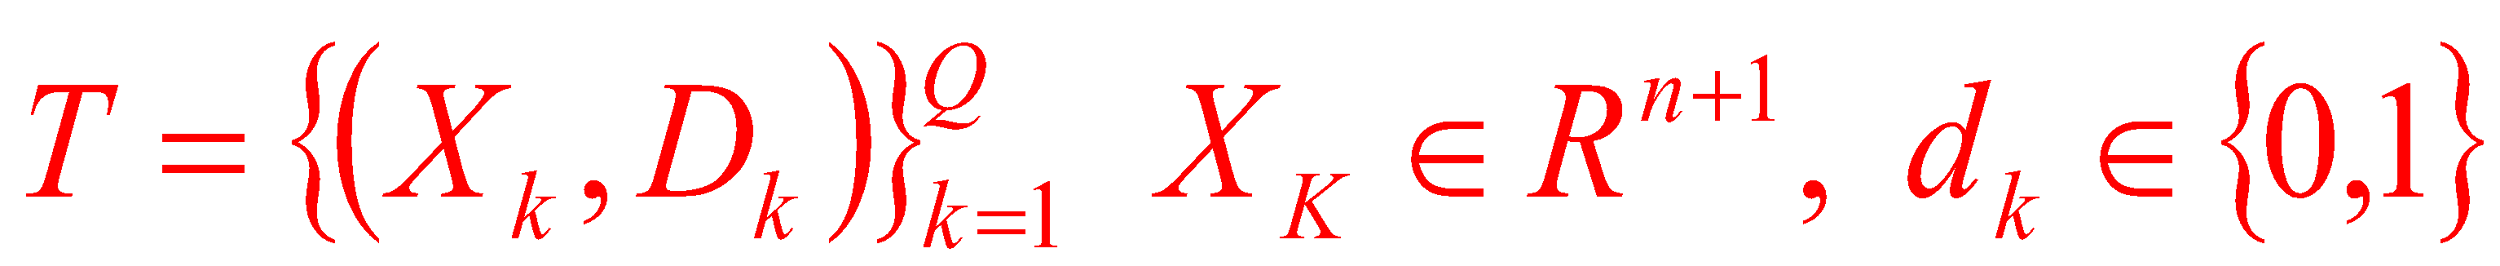 T = {(X_k, D_k)}_{k=1}^{Q} X_K ∈ R^{n+1}, d_k ∈ {0,1}